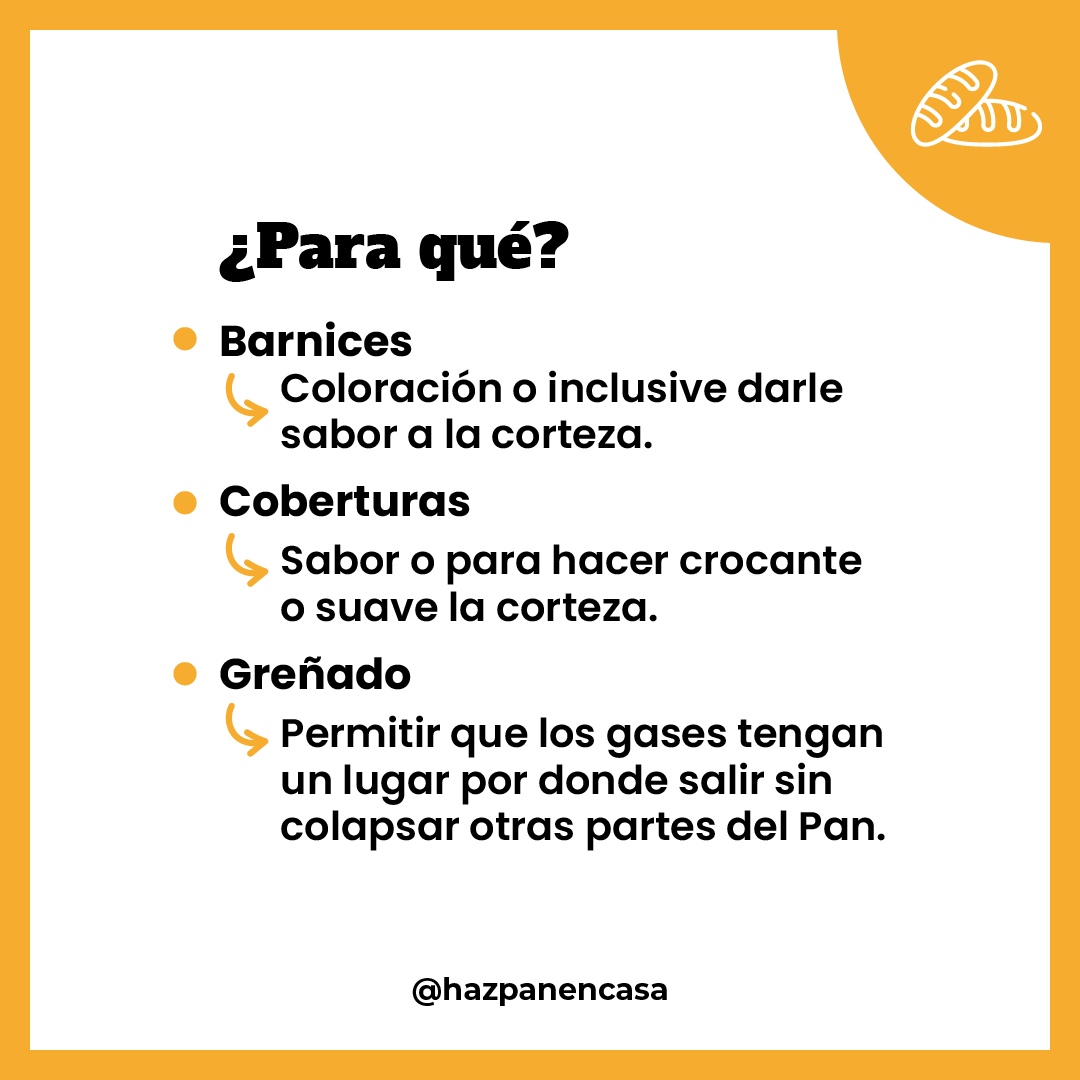 ¿Para qué?
Barnices
Coloración o inclusive darle
sabor a la corteza.
Coberturas
Sabor o para hacer crocante
o suave la corteza.
Greñado
Permitir que los gases tengan
un lugar por donde salir sin
colapsar otras partes del Pan.
@hazpanencasa